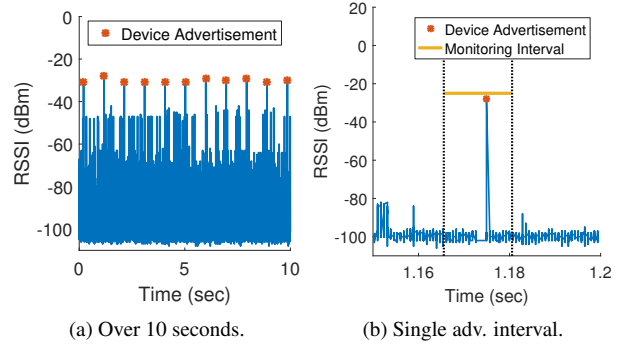 0
-20
-40
-60
-80
-100
RSSI (dBm)
Device Advertisement
0
5
10
Time (sec)
(a) Over 10 seconds.
20
0
-20
-40
-60
-80
-100
RSSI (dBm)
Device Advertisement
Monitoring Interval
1.16
1.18
1.2
Time (sec)
(b) Single adv. interval.